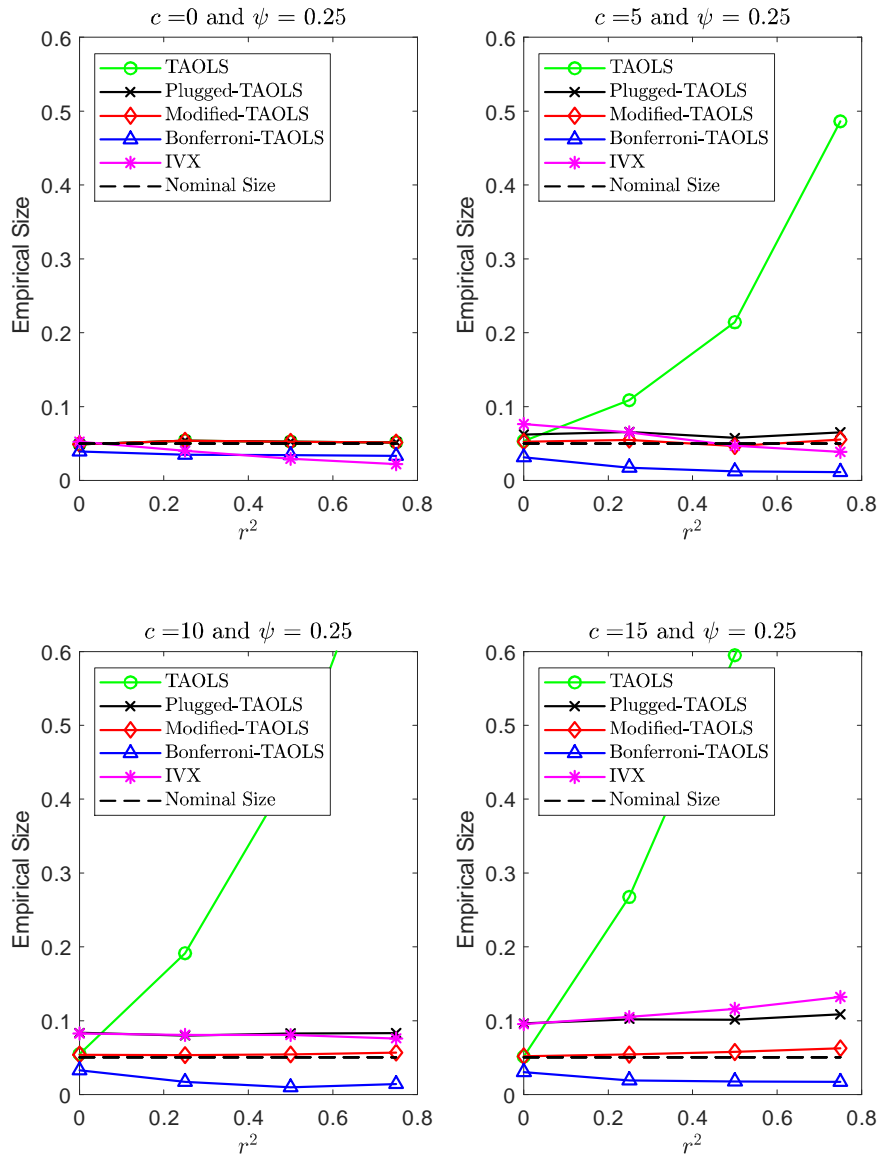 c =0 and ψ = 0.25
0.6
0.5
0.4
0.3
0.2
0.1
0
Empirical Size
TAOLS
Plugged-TAOLS
Modified-TAOLS
Bonferroni-TAOLS
IVX
Nominal Size
0 0.2 0.4 0.6 0.8
r²
c =5 and ψ = 0.25
0.6
0.5
0.4
0.3
0.2
0.1
0
Empirical Size
TAOLS
Plugged-TAOLS
Modified-TAOLS
Bonferroni-TAOLS
IVX
Nominal Size
0 0.2 0.4 0.6 0.8
r²
c =10 and ψ = 0.25
0.6
0.5
0.4
0.3
0.2
0.1
0
Empirical Size
TAOLS
Plugged-TAOLS
Modified-TAOLS
Bonferroni-TAOLS
IVX
Nominal Size
0 0.2 0.4 0.6 0.8
r²
c =15 and ψ = 0.25
0.6
0.5
0.4
0.3
0.2
0.1
0
Empirical Size
TAOLS
Plugged-TAOLS
Modified-TAOLS
Bonferroni-TAOLS
IVX
Nominal Size
0 0.2 0.4 0.6 0.8
r²